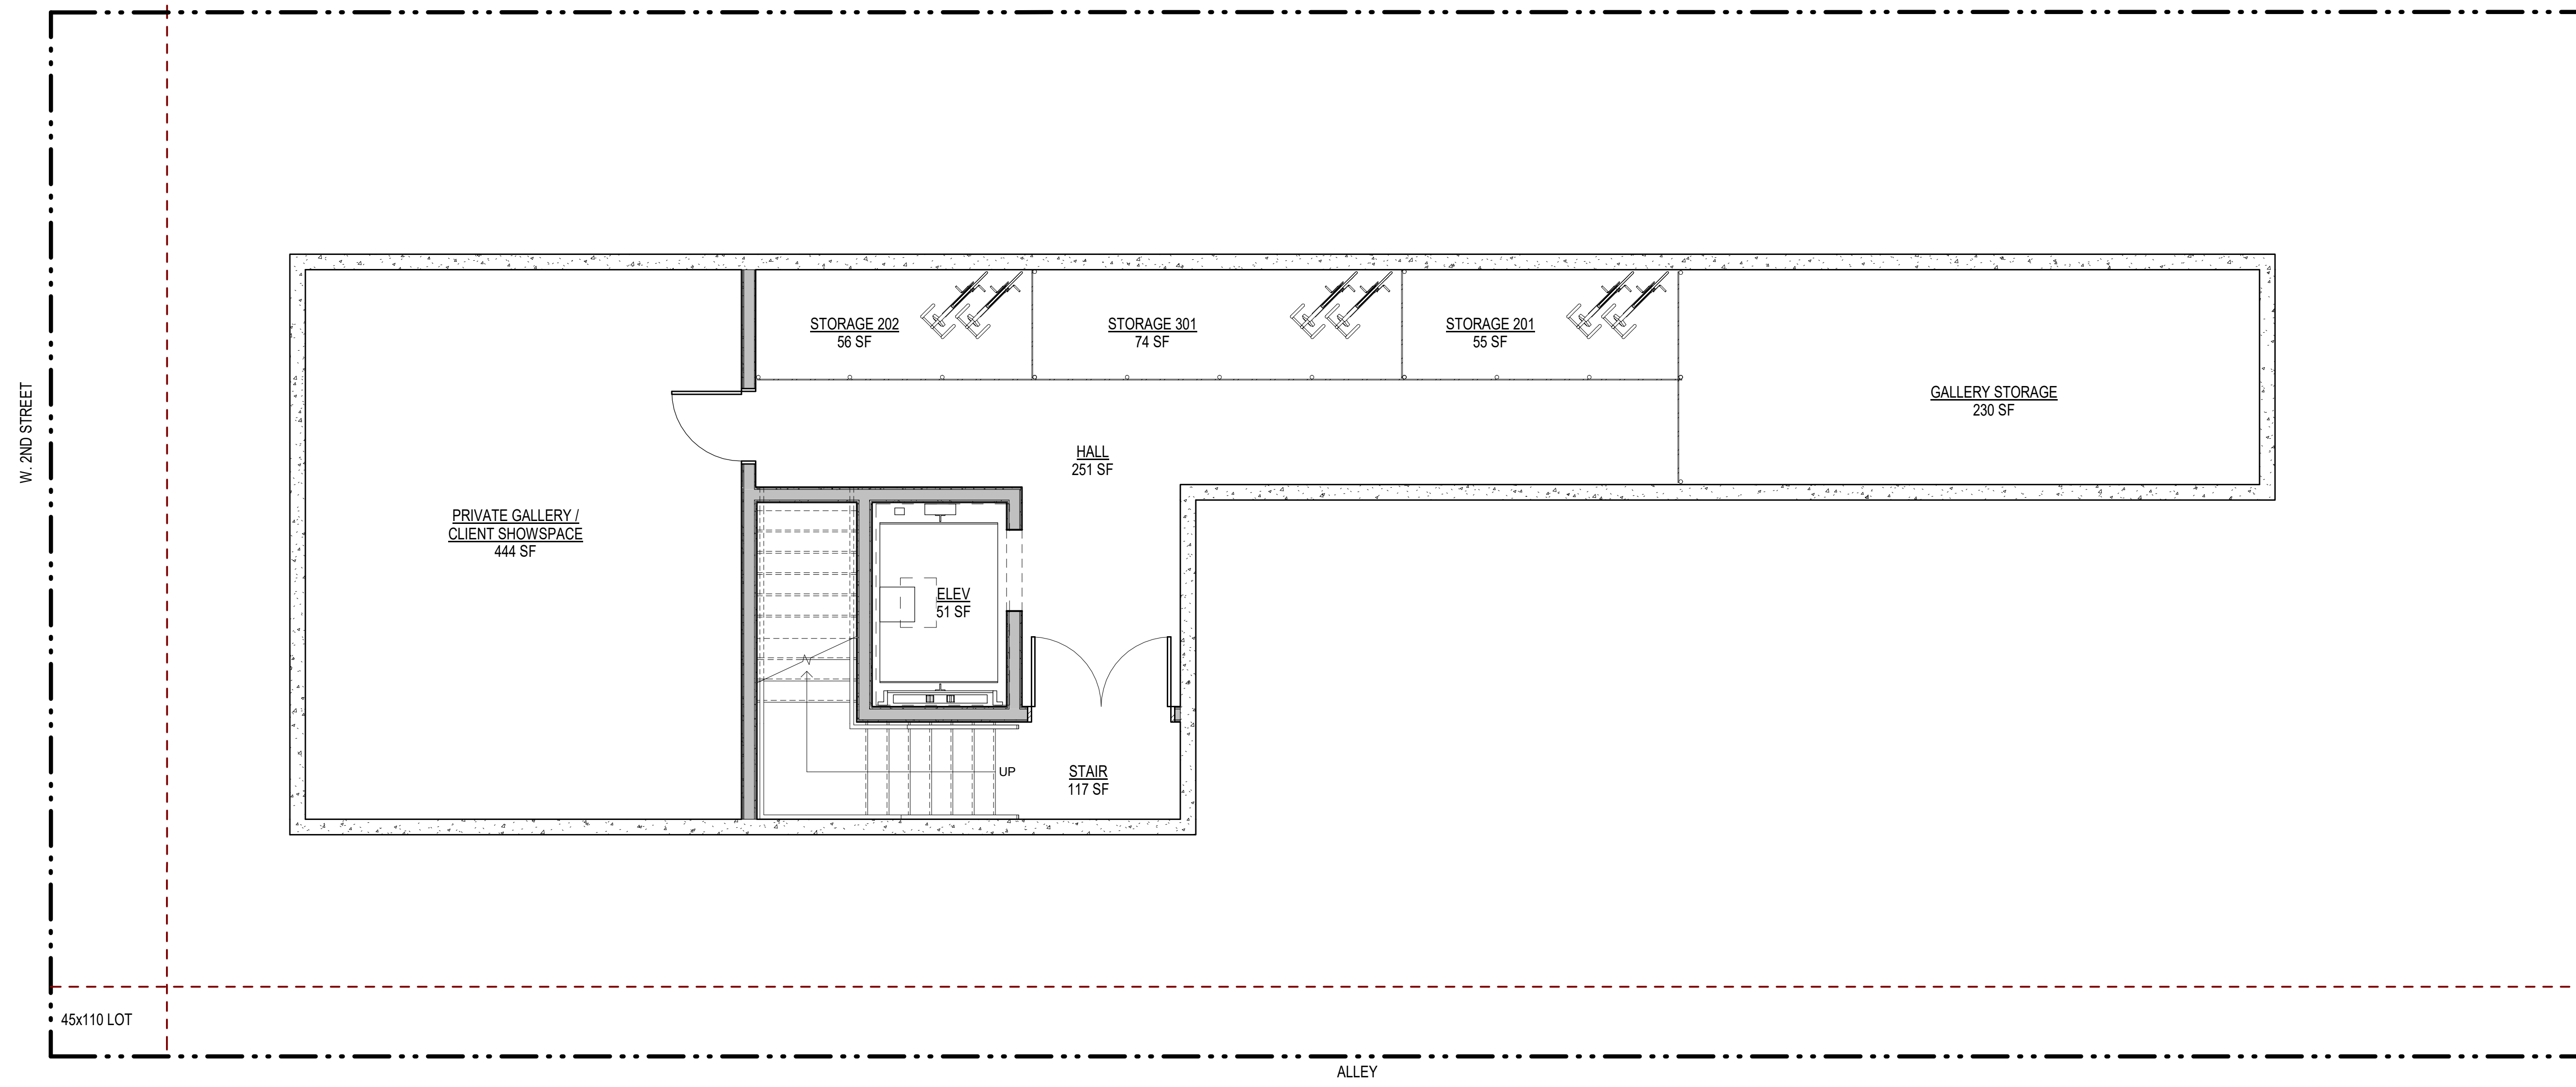 STORAGE 202
56 SF
STORAGE 301
74 SF
STORAGE 201
55 SF
GALLERY STORAGE
230 SF
W. 2ND STREET
HALL
251 SF
PRIVATE GALLERY /
CLIENT SHOWSPACE
444 SF
ELEV
51 SF
UP
STAIR
117 SF
45x110 LOT
ALLEY